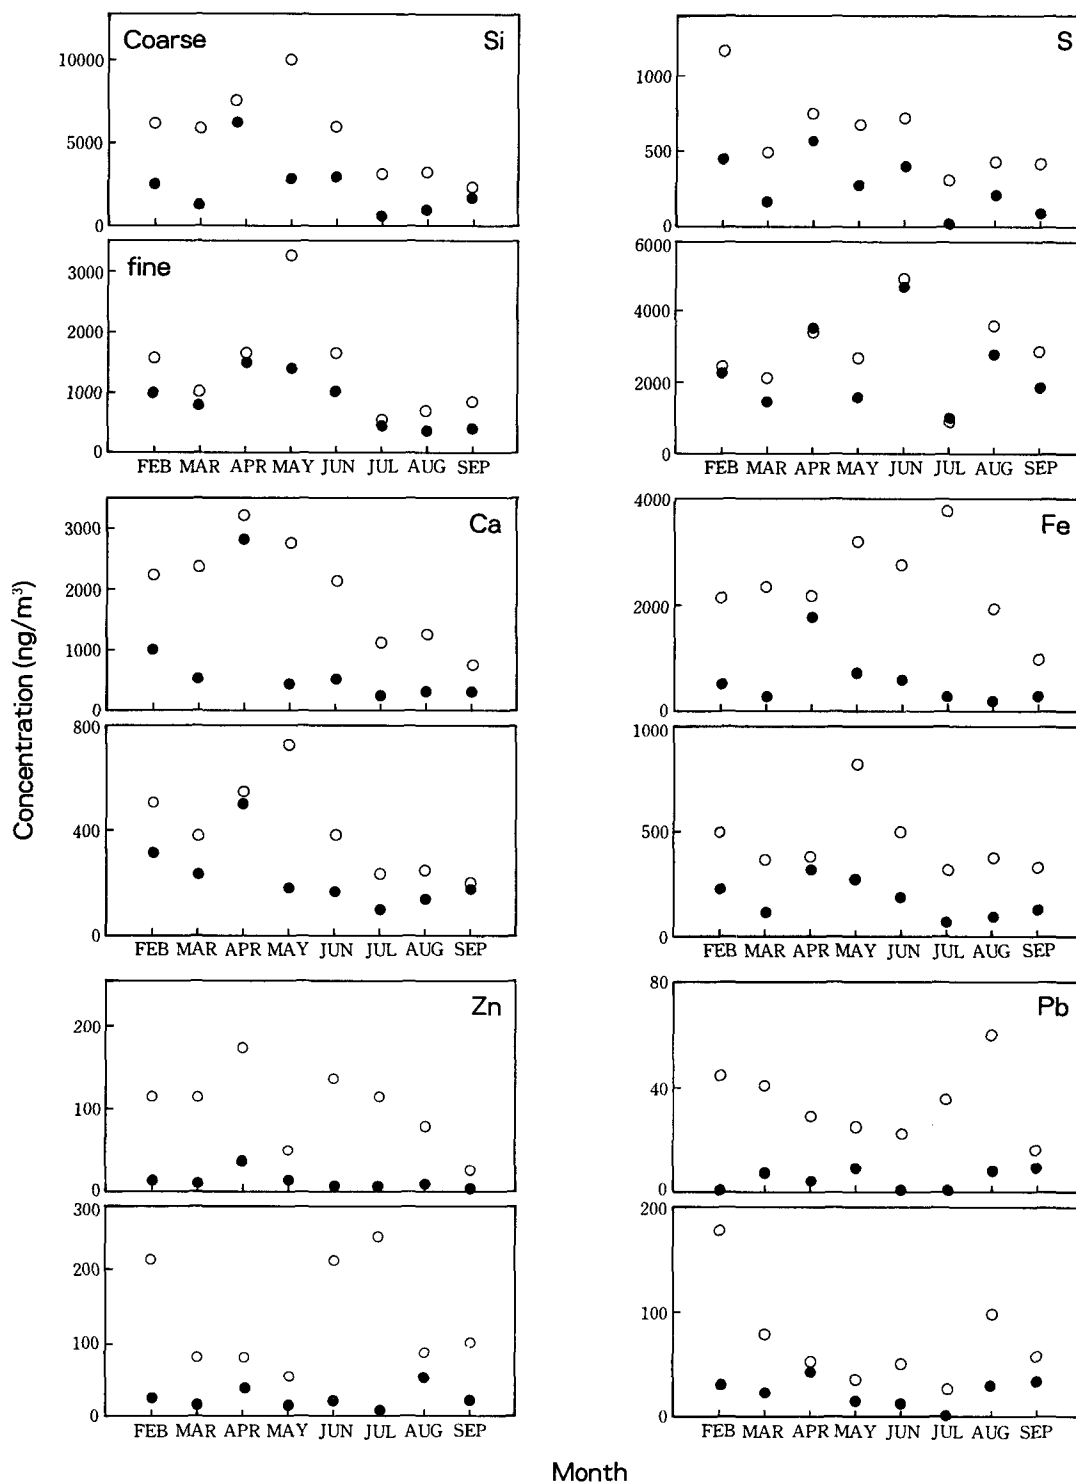 Coarse Si
10000
5000
0
fine
3000
2000
1000
0
FEB MAR APR MAY JUN JUL AUG SEP
S
1000
500
0
6000
4000
2000
0
FEB MAR APR MAY JUN JUL AUG SEP
Concentration (ng/m³)
Ca
3000
2000
1000
0
800
400
0
FEB MAR APR MAY JUN JUL AUG SEP
Fe
4000
2000
0
1000
500
0
FEB MAR APR MAY JUN JUL AUG SEP
Zn
200
100
0
300
200
100
0
FEB MAR APR MAY JUN JUL AUG SEP
Pb
80
40
0
200
100
0
FEB MAR APR MAY JUN JUL AUG SEP
Month